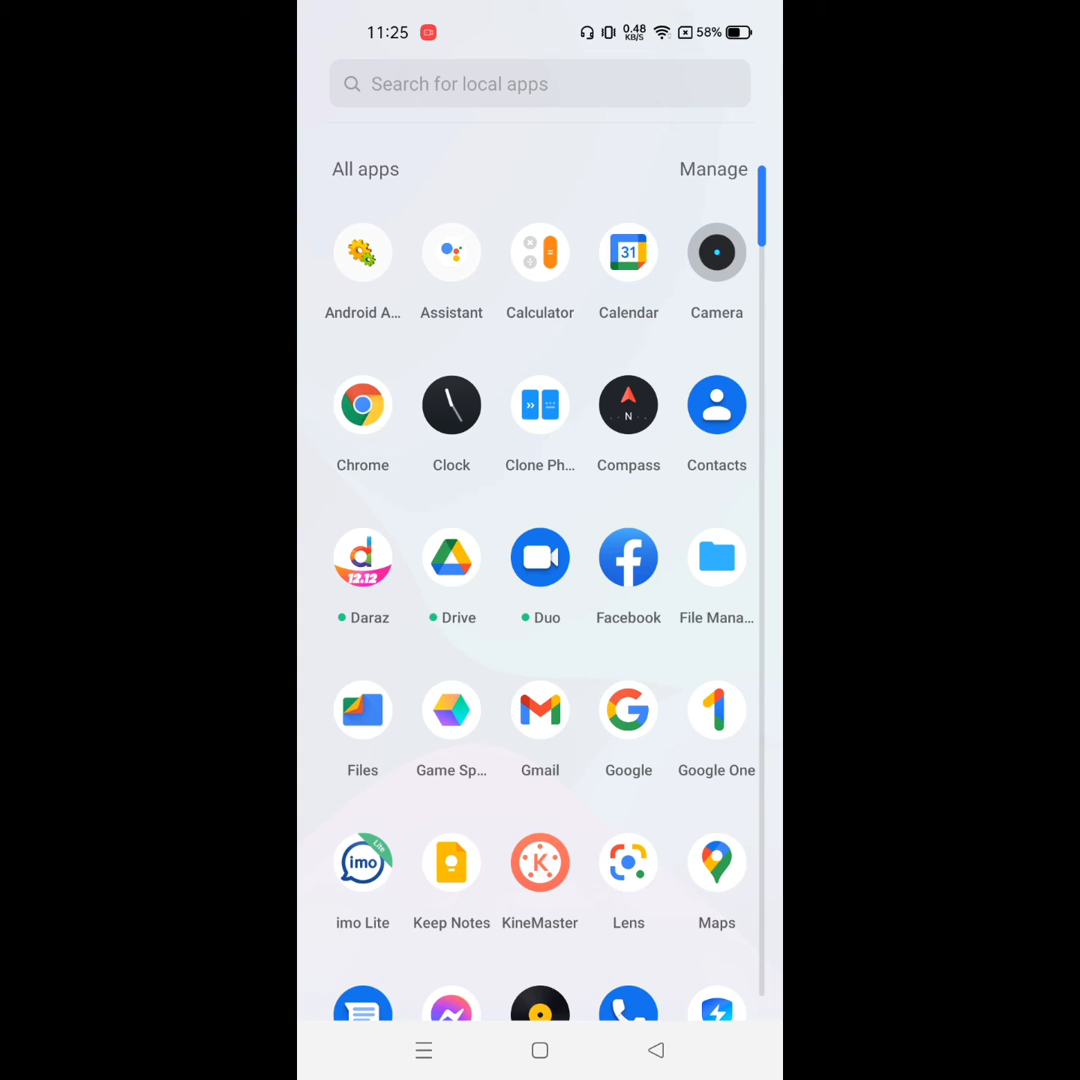 11:25 0.48 KB/S 58%
Search for local apps
All apps Manage
31
Android A... Assistant Calculator Calendar Camera
N
Chrome Clock Clone Ph... Compass Contacts
12.12
Daraz Drive Duo Facebook File Mana...
Files Game Sp... Gmail Google Google One
imo Lite K
imo Lite Keep Notes KineMaster Lens Maps